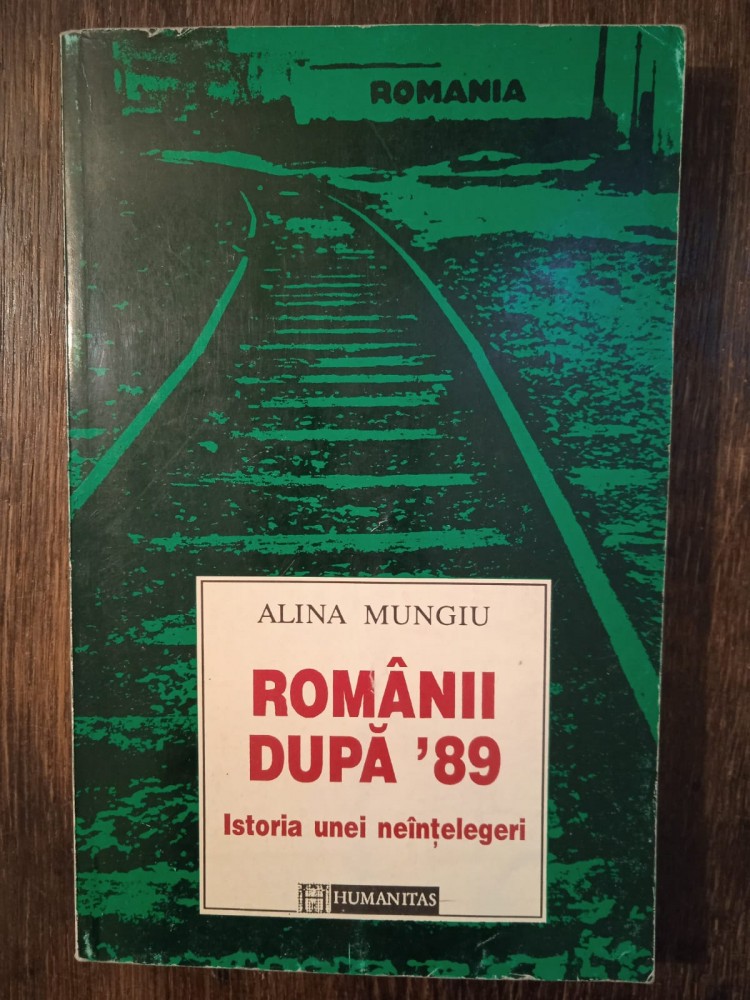 ROMANIA
ALINA MUNGIU
ROMÂNII
DUPĂ '89
Istoria unei neînțelegeri
HUMANITAS